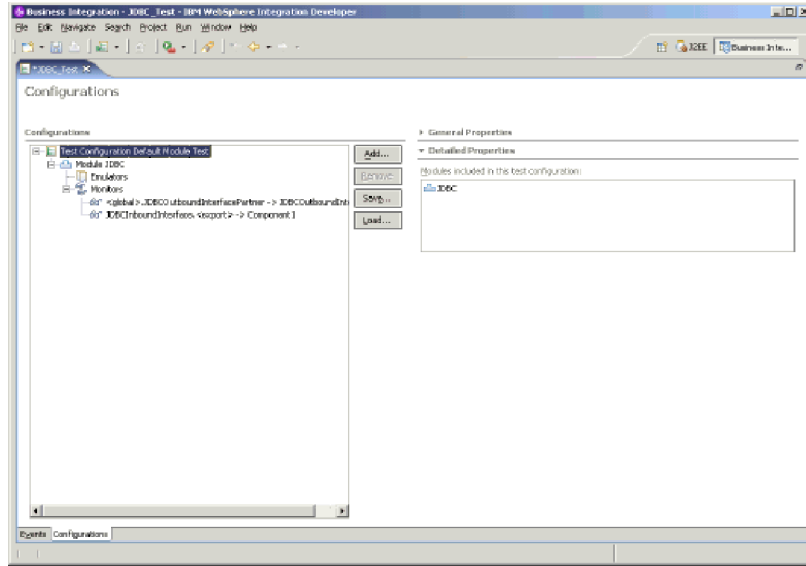 Business Integration - JDBC_Test - IBM WebSphere Integration Developer
File Edit Navigate Search Project Run Window Help
J2EE Business Inte...
*JDBC_Test
Configurations
Configurations
Test Configuration Default Module Test
Module JDBC
Emulators
Monitors
<global>.JDBCOutboundInterfacePartner -> JDBCOutboundInt
JDBCInboundInterface.<export> -> Component1
Add...
Remove
Save...
Load...
General Properties
Detailed Properties
Modules included in this test configuration:
JDBC
Events Configurations